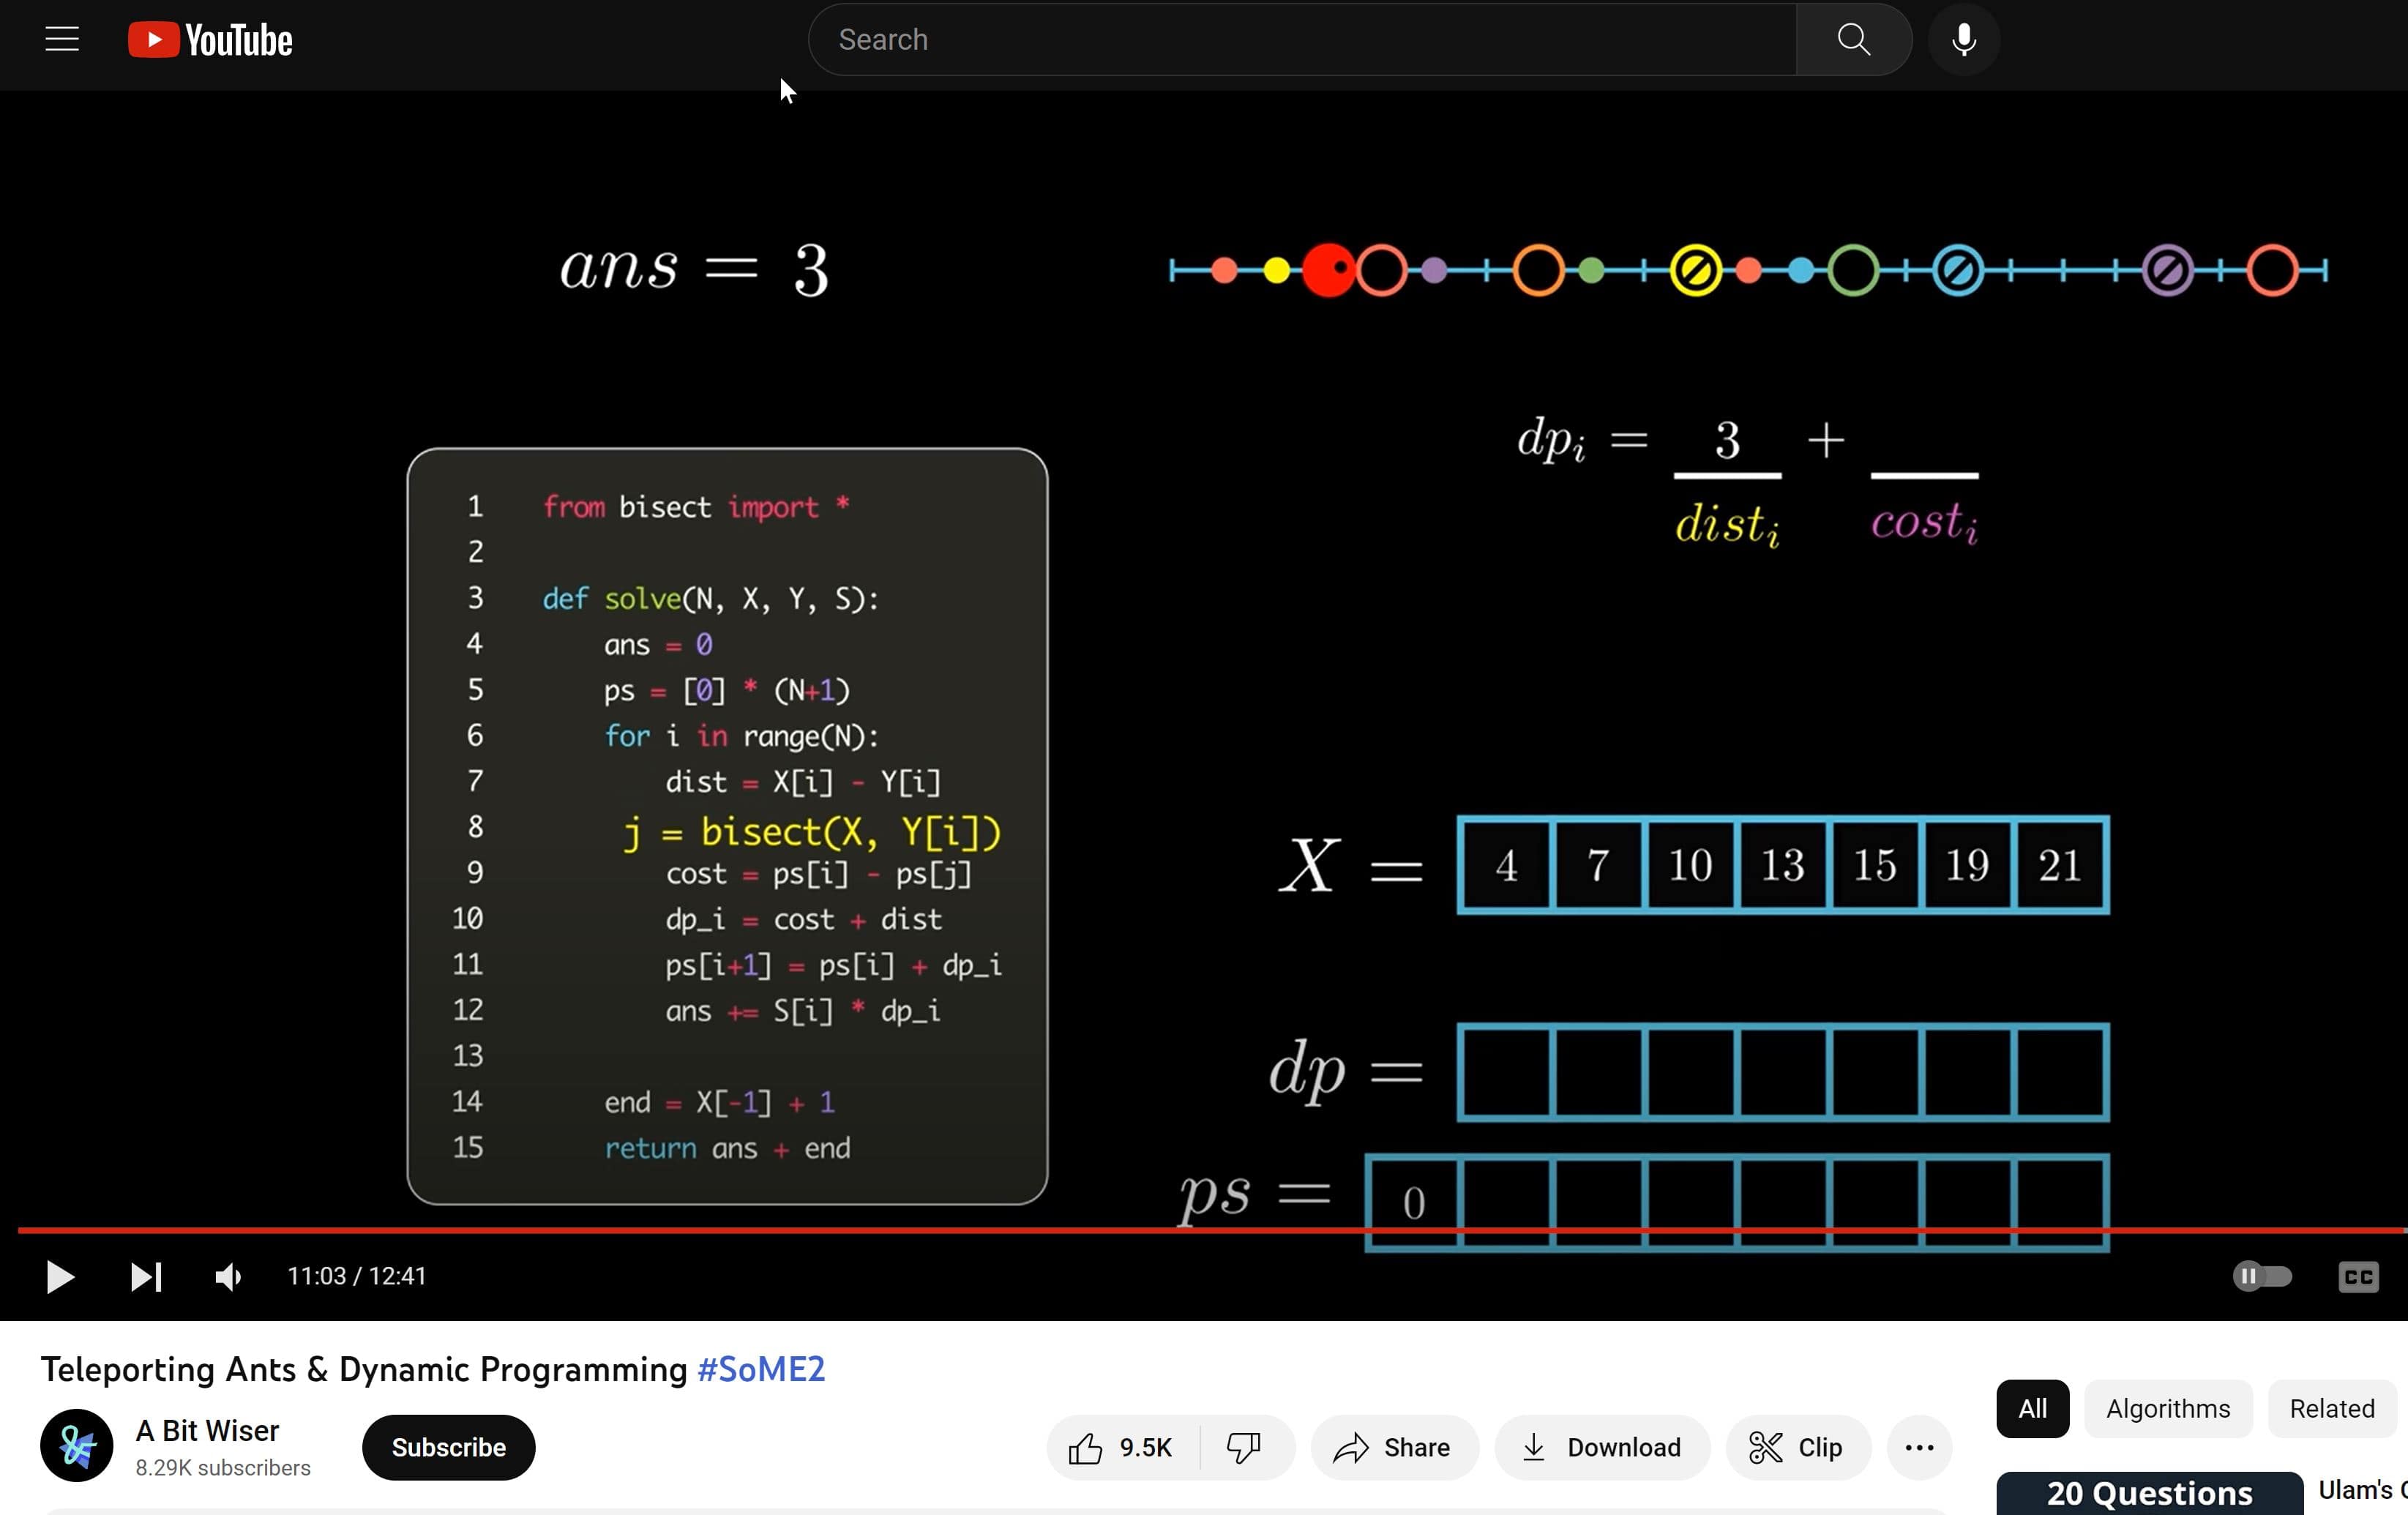 YouTube
Search
ans = 3
dp_i = 3 +
dist_i cost_i
1 from bisect import *
2
3 def solve(N, X, Y, S):
4 ans = 0
5 ps = [0] * (N+1)
6 for i in range(N):
7 dist = X[i] - Y[i]
8 j = bisect(X, Y[i])
9 cost = ps[i] - ps[j]
10 dp_i = cost + dist
11 ps[i+1] = ps[i] + dp_i
12 ans += S[i] * dp_i
13
14 end = X[-1] + 1
15 return ans + end
X = 4 7 10 13 15 19 21
dp =
ps = 0
11:03 / 12:41
CC
Teleporting Ants & Dynamic Programming #SoME2
A Bit Wiser
8.29K subscribers
Subscribe
9.5K
Share
Download
Clip
All
Algorithms
Related
20 Questions
Ulam's